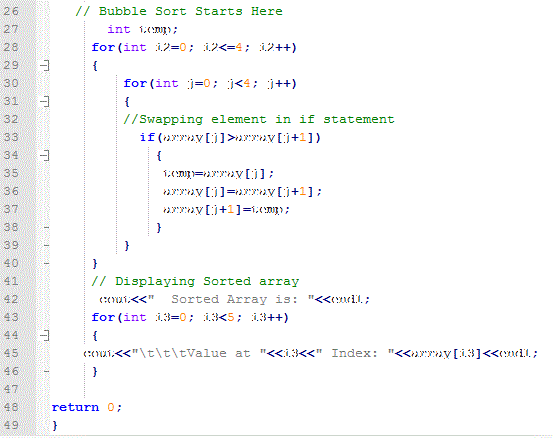 26 // Bubble Sort Starts Here
27 int temp;
28 for(int i2=0; i2<=4; i2++)
29 {
30 for(int j=0; j<4; j++)
31 {
32 //Swapping element in if statement
33 if(array[j]>array[j+1])
34 {
35 temp=array[j];
36 array[j]=array[j+1];
37 array[j+1]=temp;
38 }
39 }
40 }
41 // Displaying Sorted array
42 cout<<" Sorted Array is: "<<endl;
43 for(int i3=0; i3<5; i3++)
44 {
45 cout<<"\t\t\tValue at "<<i3<<" Index: "<<array[i3]<<endl;
46 }
47
48 return 0;
49 }